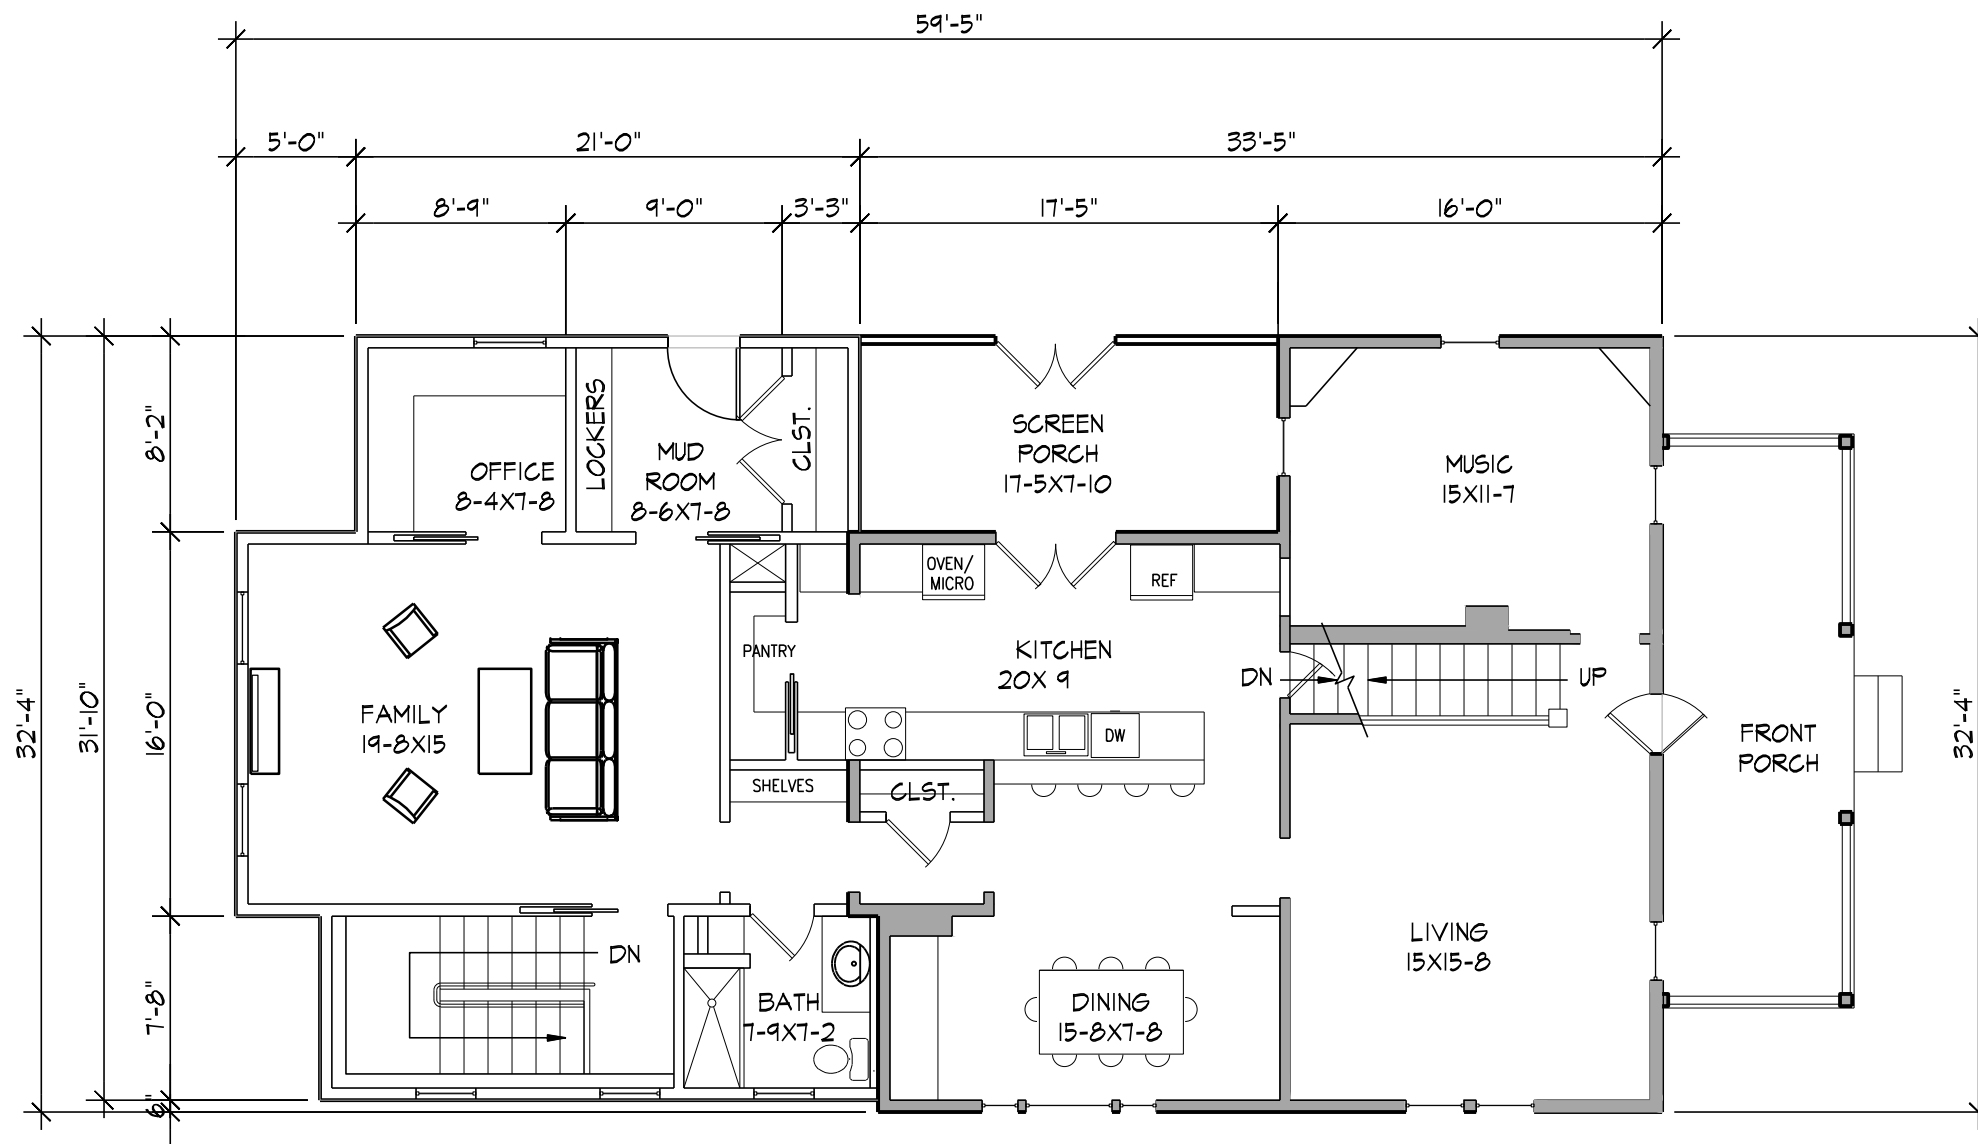 59'-5"
5'-0"
21'-0"
33'-5"
8'-9"
9'-0"
3'-3"
17'-5"
16'-0"
32'-4"
31'-10"
8'-2"
16'-0"
7'-8"
6"
32'-4"
OFFICE
8-4X7-8
LOCKERS
MUD
ROOM
8-6X7-8
CLST.
SCREEN
PORCH
17-5X7-10
MUSIC
15X11-7
OVEN/
MICRO
REF
PANTRY
KITCHEN
20X 9
DN
UP
FAMILY
19-8X15
DW
SHELVES
CLST.
FRONT
PORCH
LIVING
15X15-8
DN
BATH
7-9X7-2
DINING
15-8X7-8